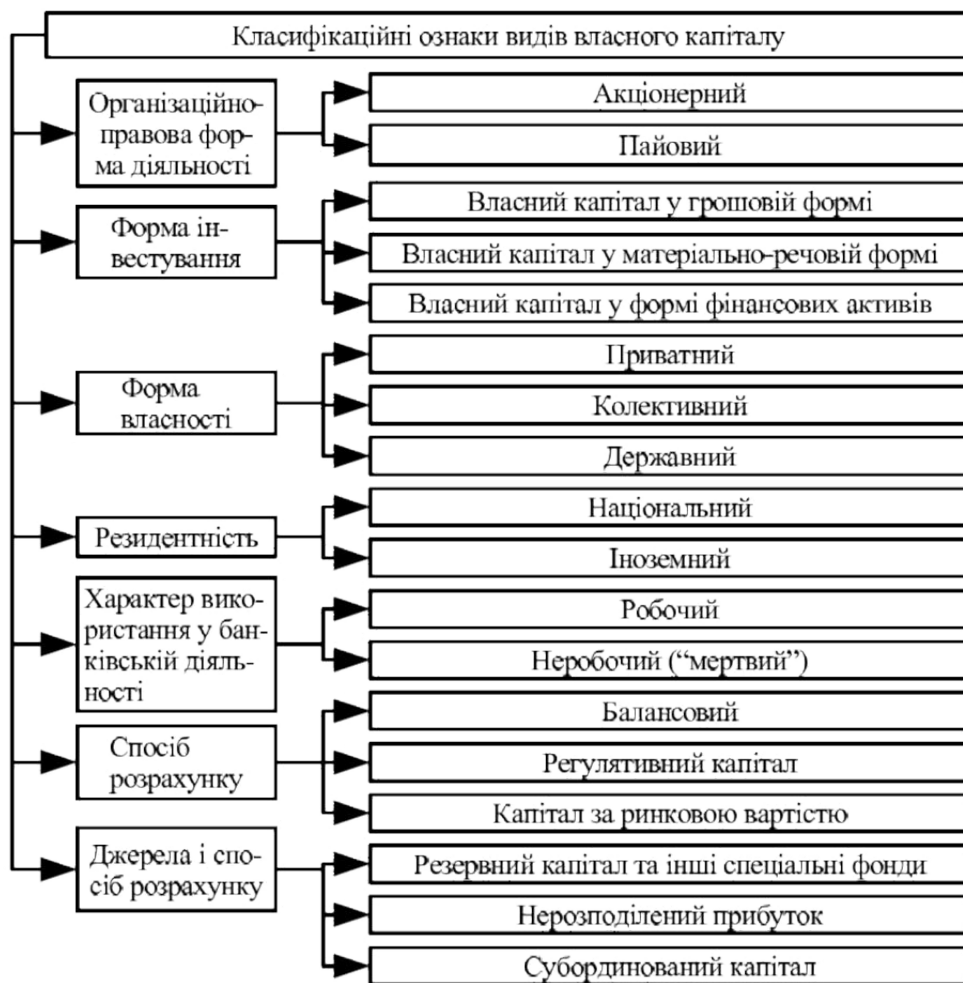 Класифікаційні ознаки видів власного капіталу
Організаційно-
правова фор-
ма діяльності
Акціонерний
Пайовий
Форма ін-
вестування
Власний капітал у грошовій формі
Власний капітал у матеріально-речовій формі
Власний капітал у формі фінансових активів
Форма
власності
Приватний
Колективний
Державний
Резидентність
Національний
Іноземний
Характер вико-
ристання у бан-
ківській діяль-
ності
Робочий
Неробочий (“мертвий”)
Спосіб
розрахунку
Балансовий
Регулятивний капітал
Капітал за ринковою вартістю
Джерела і спо-
сіб розрахунку
Резервний капітал та інші спеціальні фонди
Нерозподілений прибуток
Субординований капітал